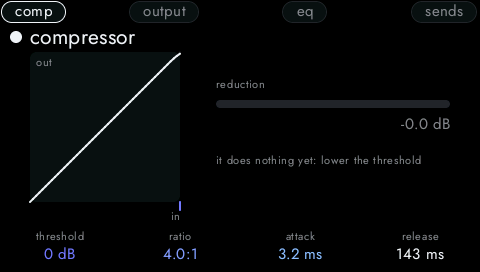 comp output eq sends
compressor
out
reduction
-0.0 dB
it does nothing yet: lower the threshold
in
threshold ratio attack release
0 dB 4.0:1 3.2 ms 143 ms